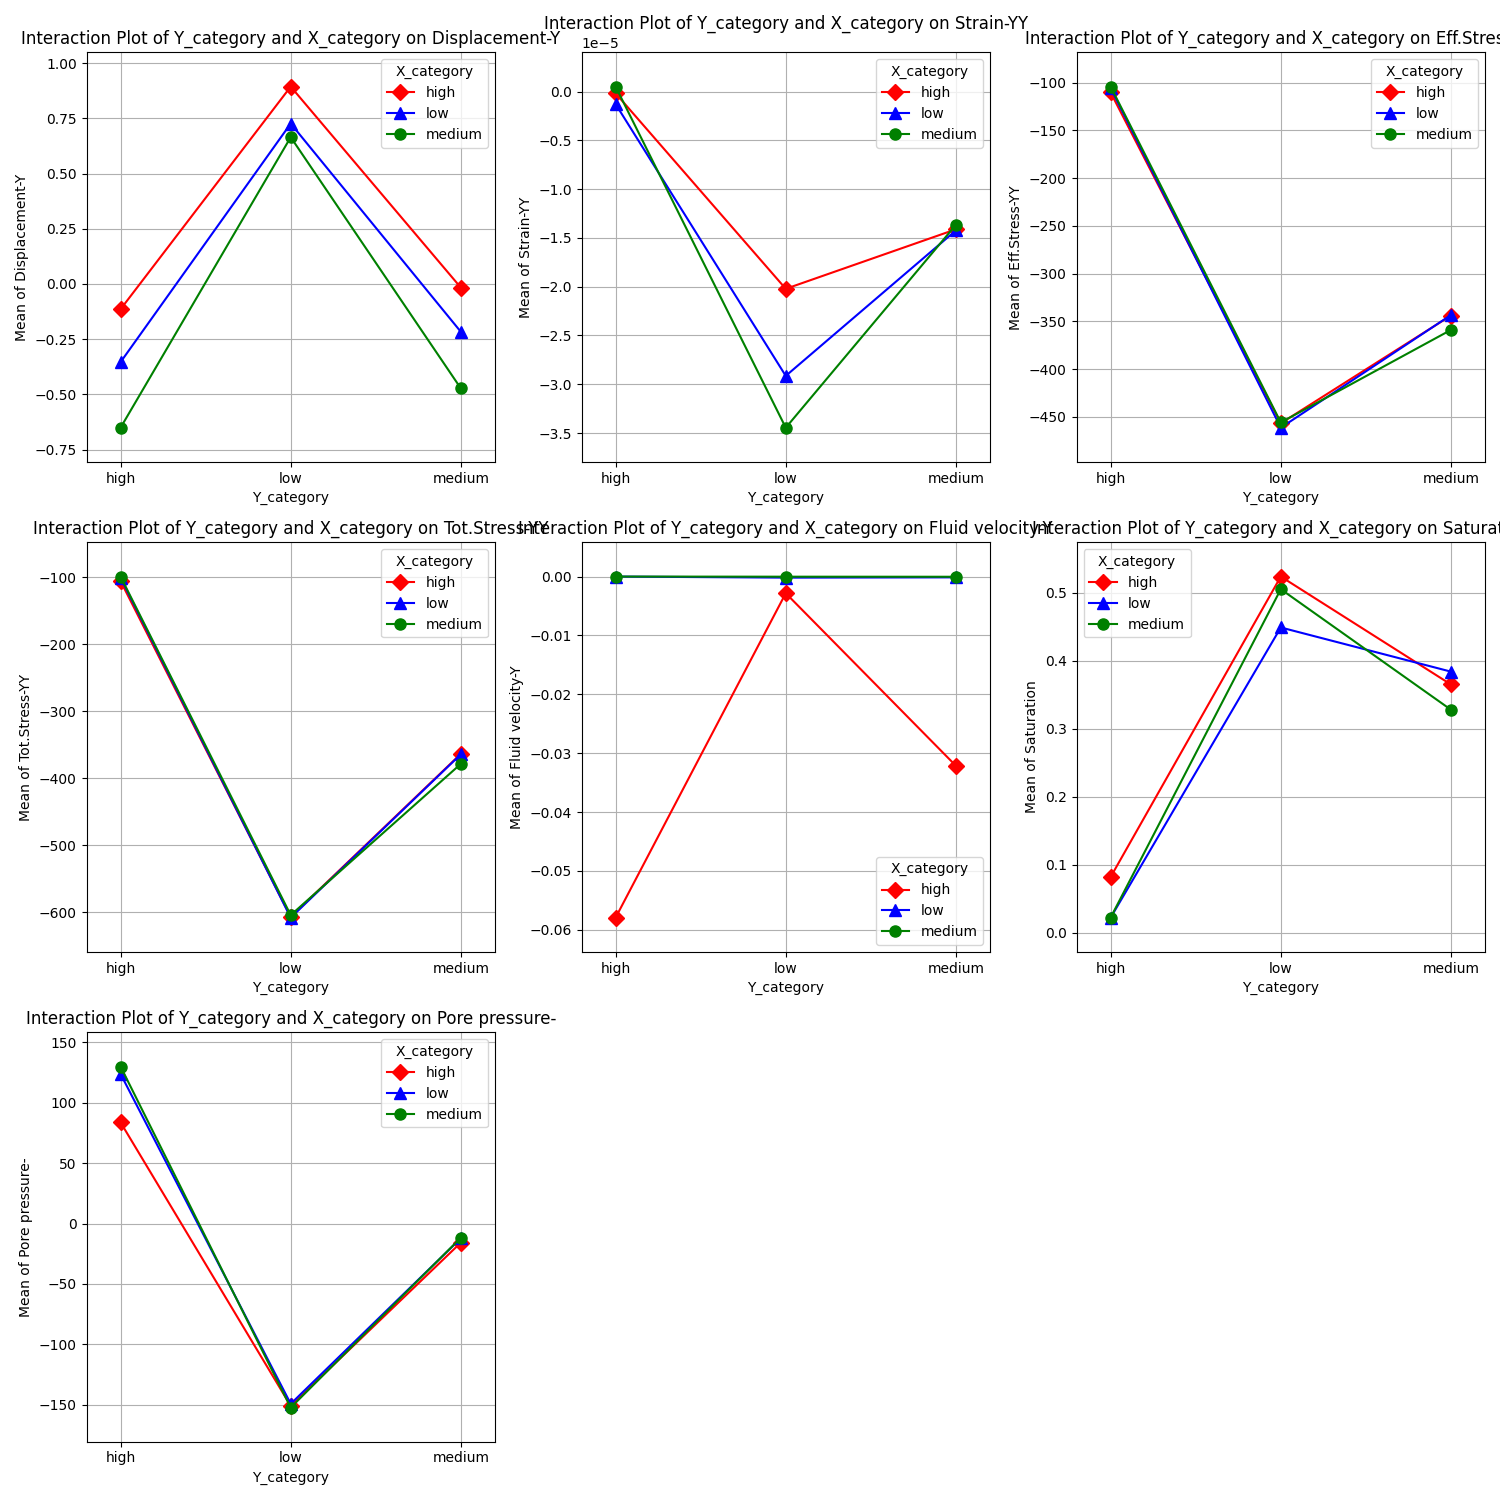 Interaction Plot of Y_category and X_category on Displacement-Y
1.00
0.75
0.50
0.25
0.00
−0.25
−0.50
−0.75
Mean of Displacement-Y
X_category
high
low
medium
high low medium
Y_category
Interaction Plot of Y_category and X_category on Strain-YY
1e−5
0.0
−0.5
−1.0
−1.5
−2.0
−2.5
−3.0
−3.5
Mean of Strain-YY
X_category
high
low
medium
high low medium
Y_category
Interaction Plot of Y_category and X_category on Eff.Stres
−100
−150
−200
−250
−300
−350
−400
−450
Mean of Eff.Stress-YY
X_category
high
low
medium
high low medium
Y_category
Interaction Plot of Y_category and X_category on Tot.Stress-YY
−100
−200
−300
−400
−500
−600
Mean of Tot.Stress-YY
X_category
high
low
medium
high low medium
Y_category
Interaction Plot of Y_category and X_category on Fluid velocity-Y
0.00
−0.01
−0.02
−0.03
−0.04
−0.05
−0.06
Mean of Fluid velocity-Y
X_category
high
low
medium
high low medium
Y_category
Interaction Plot of Y_category and X_category on Saturat
0.5
0.4
0.3
0.2
0.1
0.0
Mean of Saturation
X_category
high
low
medium
high low medium
Y_category
Interaction Plot of Y_category and X_category on Pore pressure-
150
100
50
0
−50
−100
−150
Mean of Pore pressure-
X_category
high
low
medium
high low medium
Y_category